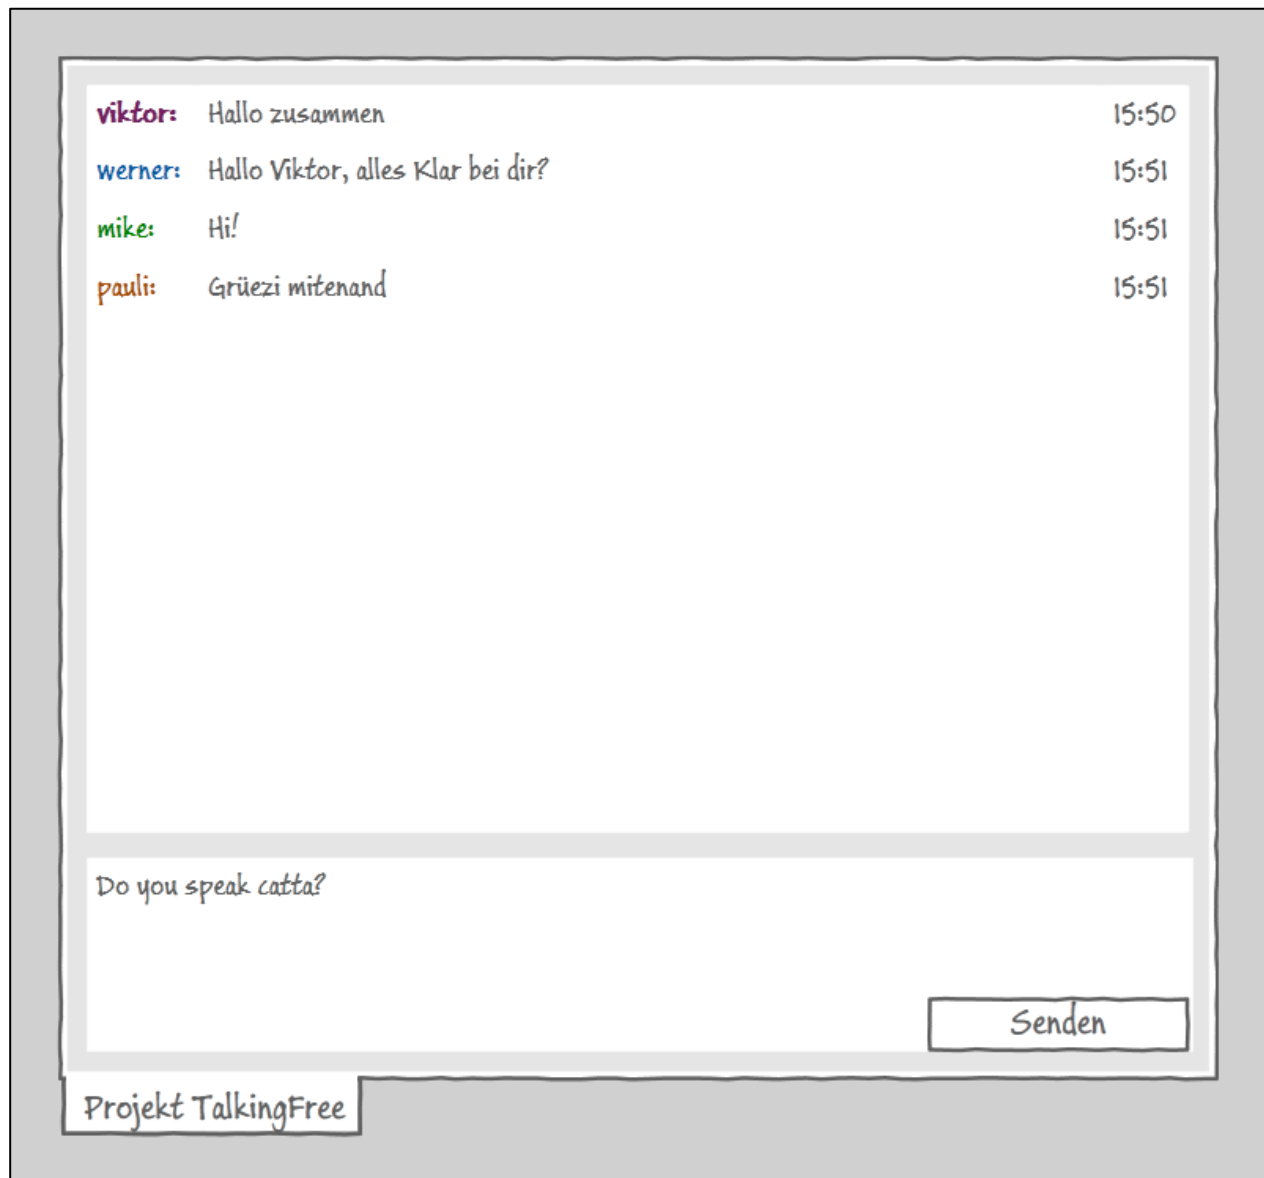 viktor: Hallo zusammen 15:50
werner: Hallo Viktor, alles Klar bei dir? 15:51
mike: Hi! 15:51
pauli: Grüezi mitenand 15:51
Do you speak catta?
Senden
Projekt TalkingFree